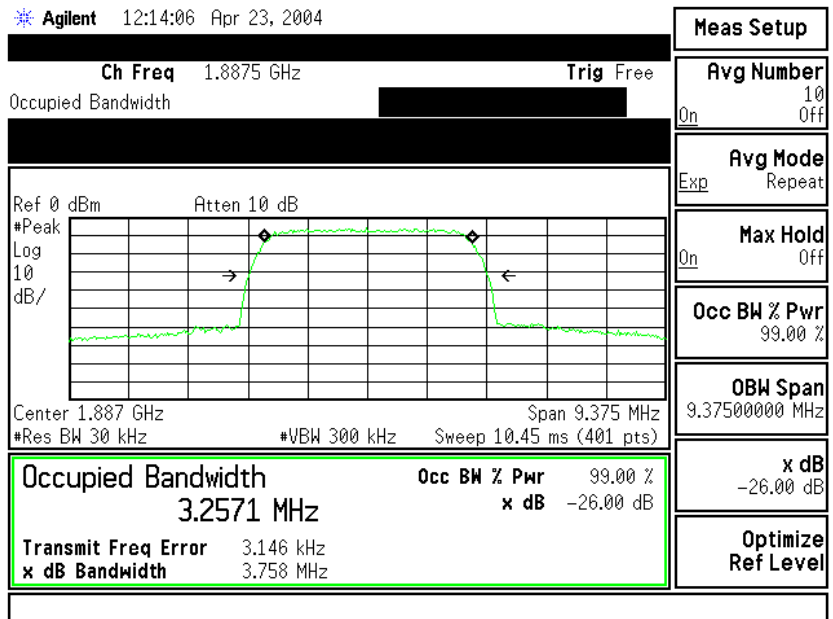 Agilent 12:14:06 Apr 23, 2004
Meas Setup
Ch Freq 1.8875 GHz Trig Free
Occupied Bandwidth
Avg Number
10
On Off
Avg Mode
Exp Repeat
Max Hold
On Off
Occ BW % Pwr
99.00 %
OBW Span
9.37500000 MHz
x dB
-26.00 dB
Optimize
Ref Level
Ref 0 dBm Atten 10 dB
#Peak
Log
10
dB/
Center 1.887 GHz Span 9.375 MHz
#Res BW 30 kHz #VBW 300 kHz Sweep 10.45 ms (401 pts)
Occupied Bandwidth Occ BW % Pwr 99.00 %
3.2571 MHz x dB -26.00 dB
Transmit Freq Error 3.146 kHz
x dB Bandwidth 3.758 MHz